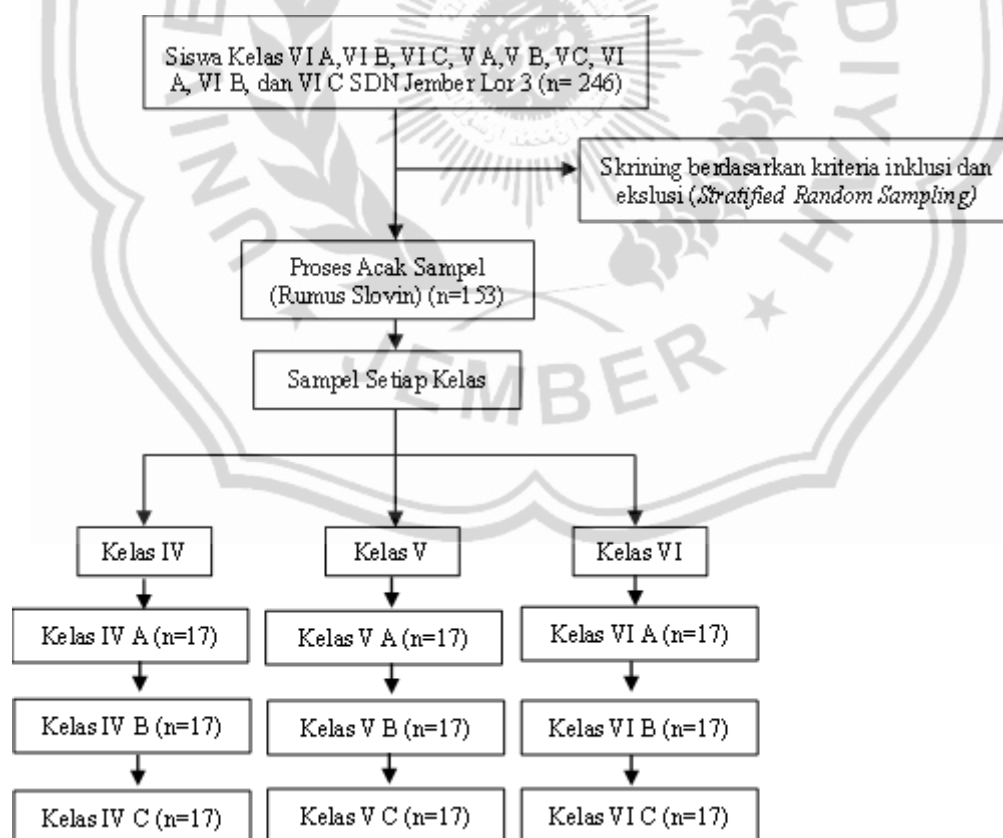 Siswa Kelas VI A,VI B, VI C, V A,V B, VC, VI
A, VI B, dan VI C SDN Jember Lor 3 (n= 246)
Skrining berdasarkan kriteria inklusi dan
ekslusi (Stratified Random Sampling)
Proses Acak Sampel
(Rumus Slovin) (n=153)
Sampel Setiap Kelas
JEMBER
Kelas IV
Kelas V
Kelas VI
Kelas IV A (n=17)
Kelas V A (n=17)
Kelas VI A (n=17)
Kelas IV B (n=17)
Kelas V B (n=17)
Kelas VI B (n=17)
Kelas IV C (n=17)
Kelas V C (n=17)
Kelas VI C (n=17)